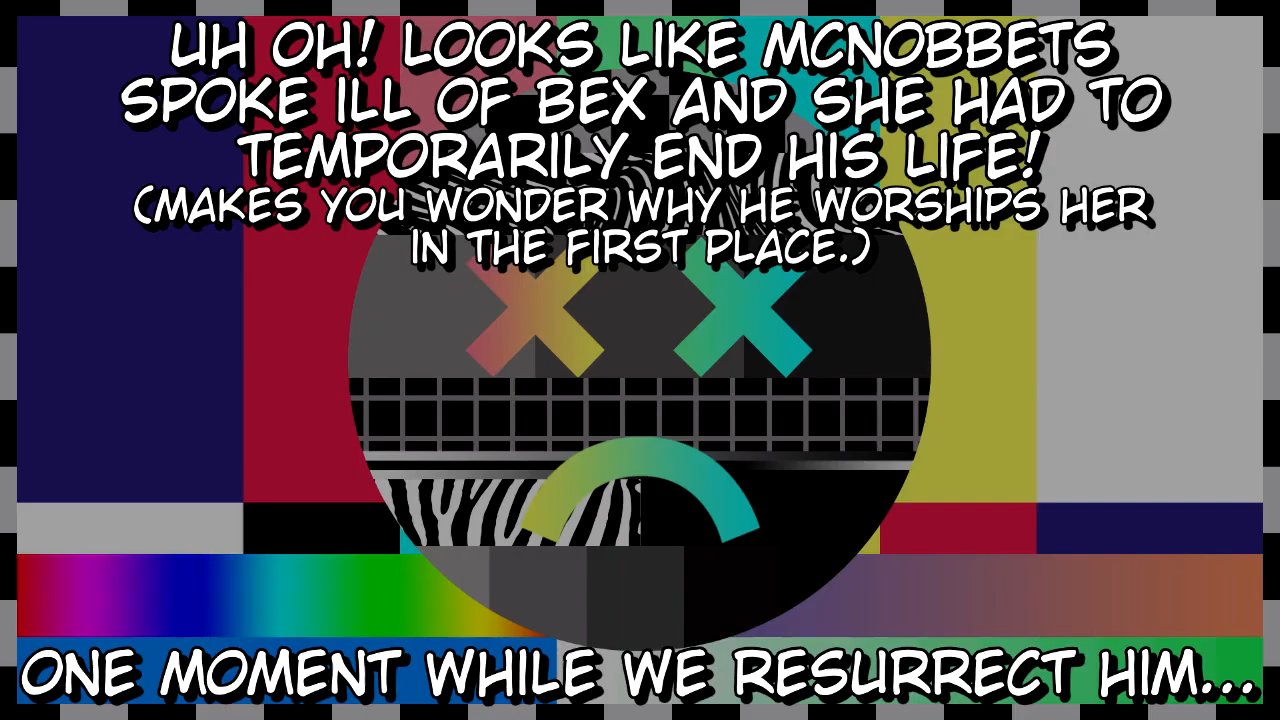 UH OH! LOOKS LIKE MCNOBBETS
SPOKE ILL OF BEX AND SHE HAD TO
TEMPORARILY END HIS LIFE!
(MAKES YOU WONDER WHY HE WORSHIPS HER
IN THE FIRST PLACE.)
ONE MOMENT WHILE WE RESURRECT HIM...